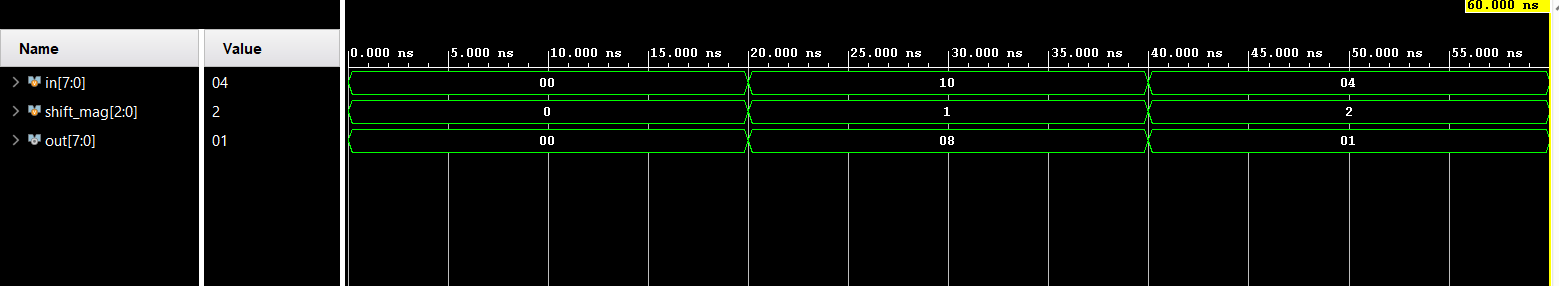 60.000 ns
Name Value
0.000 ns 5.000 ns 10.000 ns 15.000 ns 20.000 ns 25.000 ns 30.000 ns 35.000 ns 40.000 ns 45.000 ns 50.000 ns 55.000 ns
in[7:0] 04 00 10 04
shift_mag[2:0] 2 0 1 2
out[7:0] 01 00 08 01